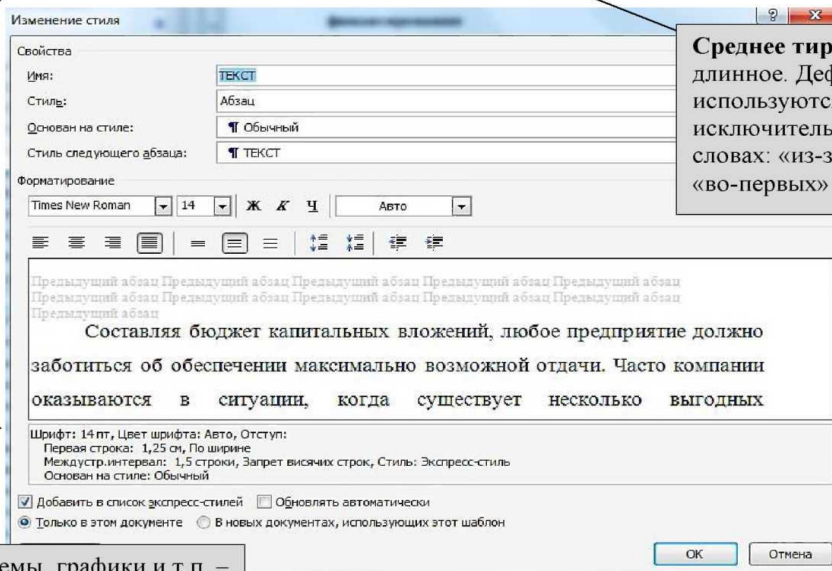 Изменение стиля
Свойства
Имя: ТЕКСТ
Стиль: Абзац
Основан на стиле: ¶ Обычный
Стиль следующего абзаца: ¶ ТЕКСТ
Форматирование
Times New Roman 14 Ж К Ч Авто
Предыдущий абзац Предыдущий абзац Предыдущий абзац Предыдущий абзац Предыдущий абзац
Предыдущий абзац Предыдущий абзац Предыдущий абзац Предыдущий абзац Предыдущий абзац
Предыдущий абзац
Составляя бюджет капитальных вложений, любое предприятие должно
заботиться об обеспечении максимально возможной отдачи. Часто компании
оказываются в ситуации, когда существует несколько выгодных
Шрифт: 14 пт, Цвет шрифта: Авто, Отступ:
Первая строка: 1,25 см, По ширине
Междустр.интервал: 1,5 строки, Запрет висячих строк, Стиль: Экспресс-стиль
Основан на стиле: Обычный
Добавить в список экспресс-стилей Обновлять автоматически
Только в этом документе В новых документах, использующих этот шаблон
ОК Отмена
Среднее тир
длинное. Деф
используютс
исключитель
словах: «из-з
«во-первых»
емы, графики и т.п. –